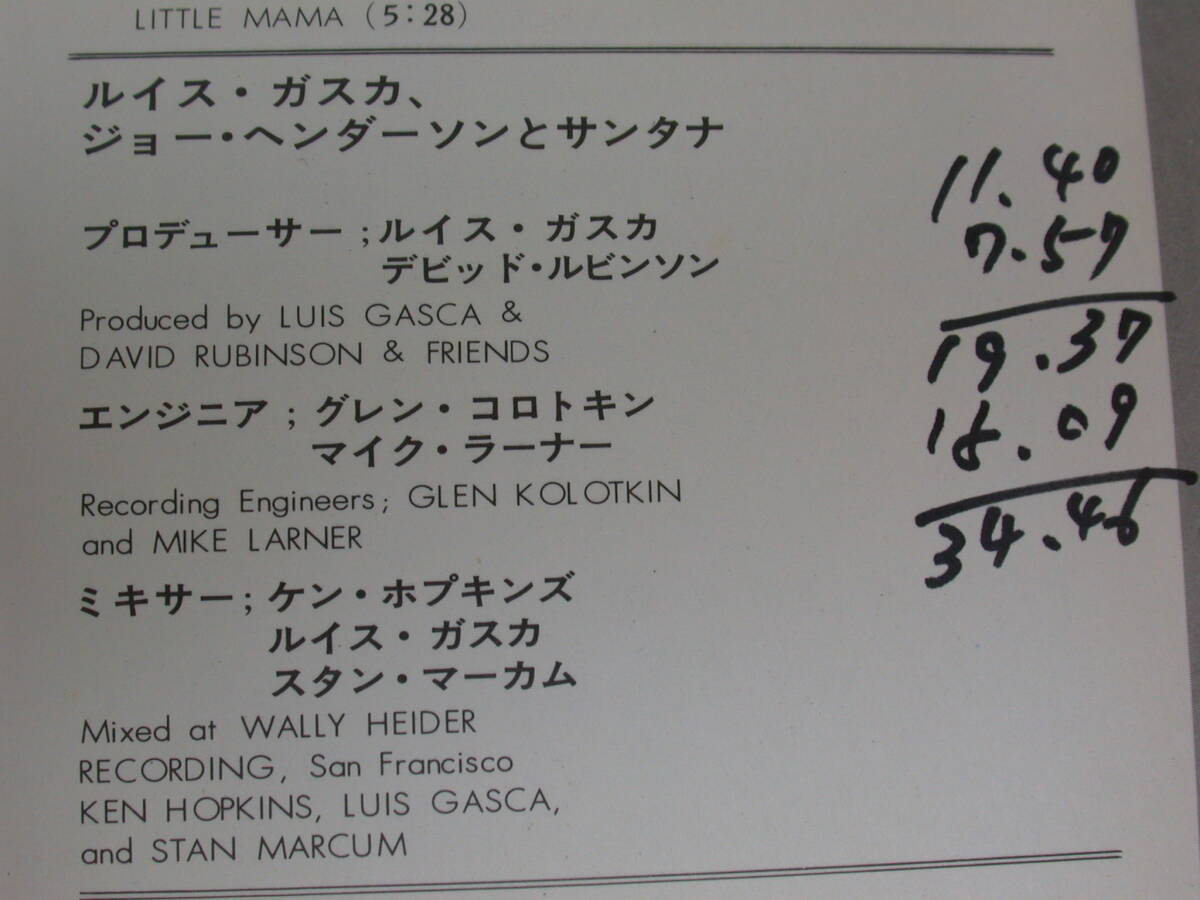 LITTLE MAMA (5:28)
ルイス・ガスカ、
ジョー・ヘンダーソンとサンタナ
プロデューサー;ルイス・ガスカ
デビッド・ルビンソン
Produced by LUIS GASCA &
DAVID RUBINSON & FRIENDS
エンジニア;グレン・コロトキン
マイク・ラーナー
Recording Engineers; GLEN KOLOTKIN
and MIKE LARNER
ミキサー;ケン・ホプキンズ
ルイス・ガスカ
スタン・マーカム
Mixed at WALLY HEIDER
RECORDING, San Francisco
KEN HOPKINS, LUIS GASCA,
and STAN MARCUM
11.40
7.57
19.37
15.09
34.46